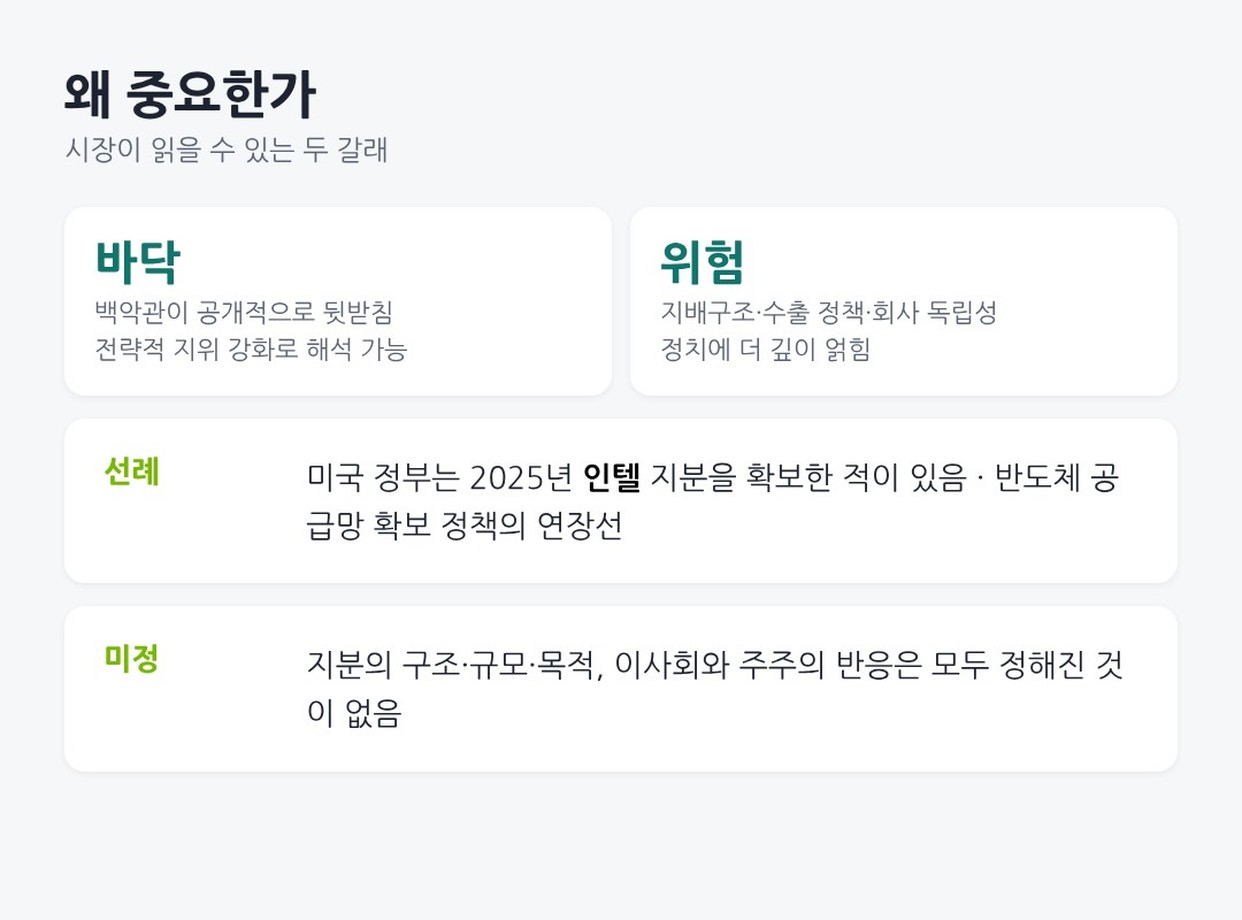 왜 중요한가
시장이 읽을 수 있는 두 갈래
바닥
백악관이 공개적으로 뒷받침
전략적 지위 강화로 해석 가능
위험
지배구조·수출 정책·회사 독립성
정치에 더 깊이 얽힘
선례
미국 정부는 2025년 인텔 지분을 확보한 적이 있음 · 반도체 공
급망 확보 정책의 연장선
미정
지분의 구조·규모·목적, 이사회와 주주의 반응은 모두 정해진 것
이 없음